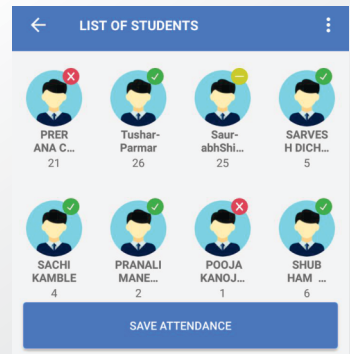 LIST OF STUDENTS
PRER
ANA C...
21
Tushar-
Parmar
26
Saur-
abhShi...
25
SARVES
H DICH...
5
SACHI
KAMBLE
4
PRANALI
MANE...
2
POOJA
KANOJ...
1
SHUB
HAM ...
6
SAVE ATTENDANCE